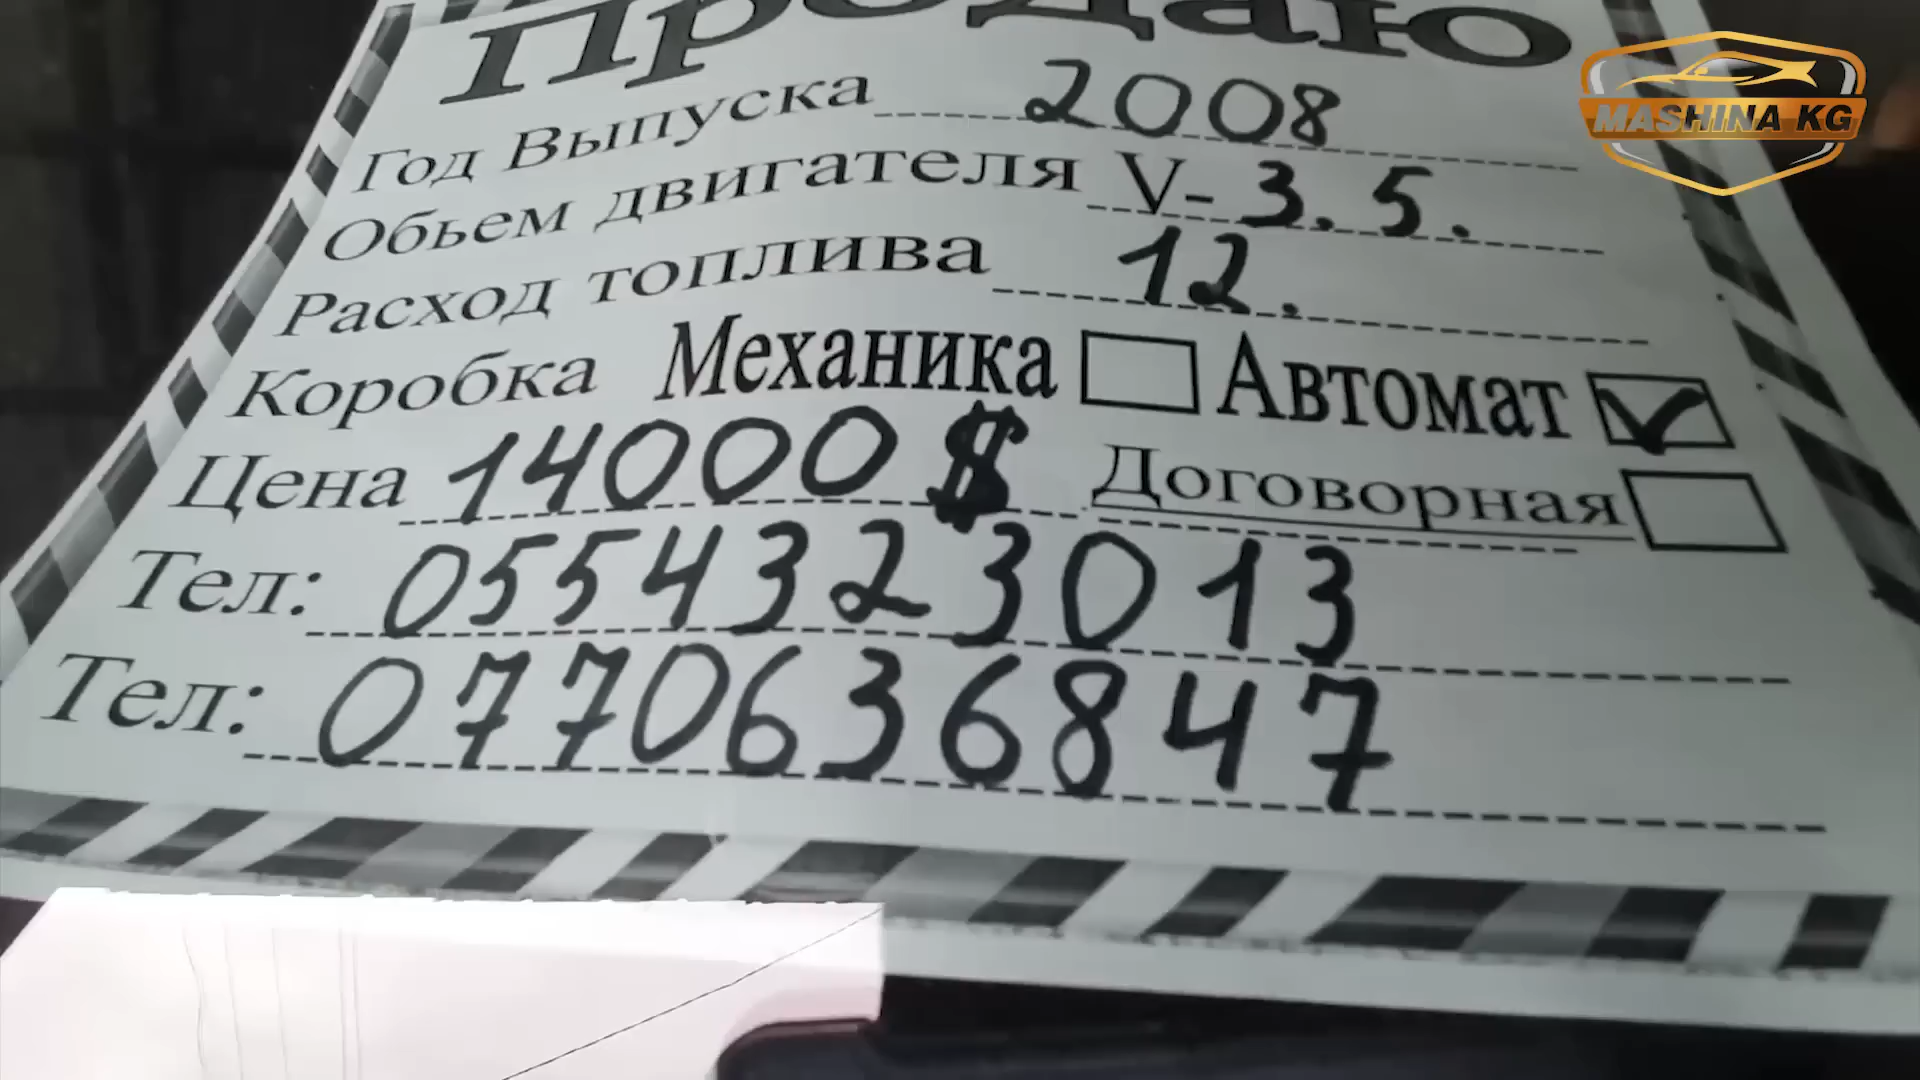 Продаю
MASHINA KG
Год Выпуска 2008
Обьем двигателя V-3.5.
Расход топлива 12.
Коробка Механика Автомат
Цена 14000$ Договорная
Тел: 0554323013
Тел: 0770636847